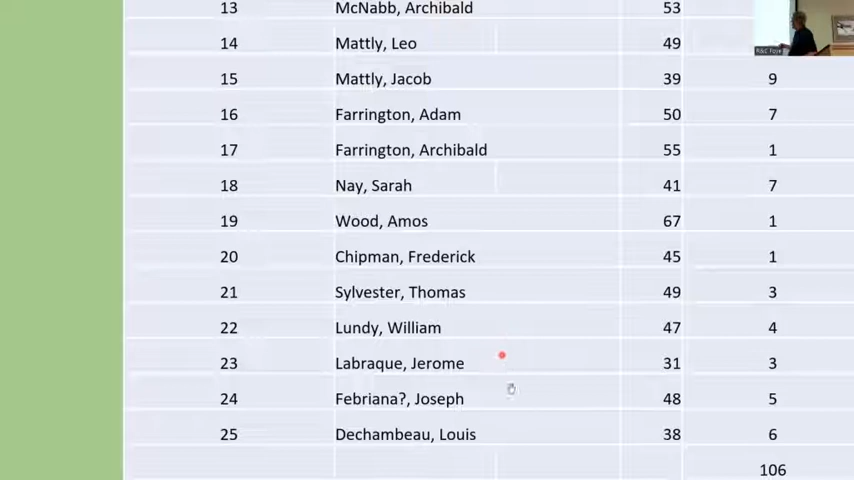 13 McNabb, Archibald 53
14 Mattly, Leo 49
15 Mattly, Jacob 39 9
16 Farrington, Adam 50 7
17 Farrington, Archibald 55 1
18 Nay, Sarah 41 7
19 Wood, Amos 67 1
20 Chipman, Frederick 45 1
21 Sylvester, Thomas 49 3
22 Lundy, William 47 4
23 Labraque, Jerome 31 3
24 Febriana?, Joseph 48 5
25 Dechambeau, Louis 38 6
106